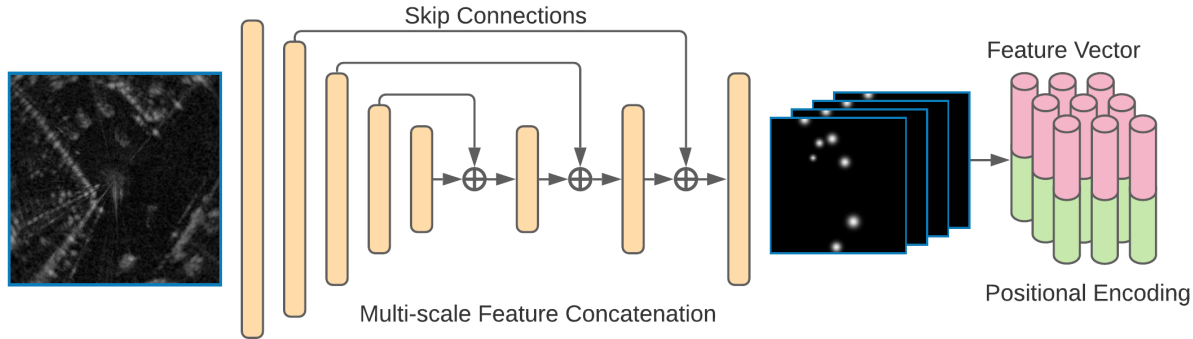 Skip Connections
Feature Vector
Multi-scale Feature Concatenation
Positional Encoding